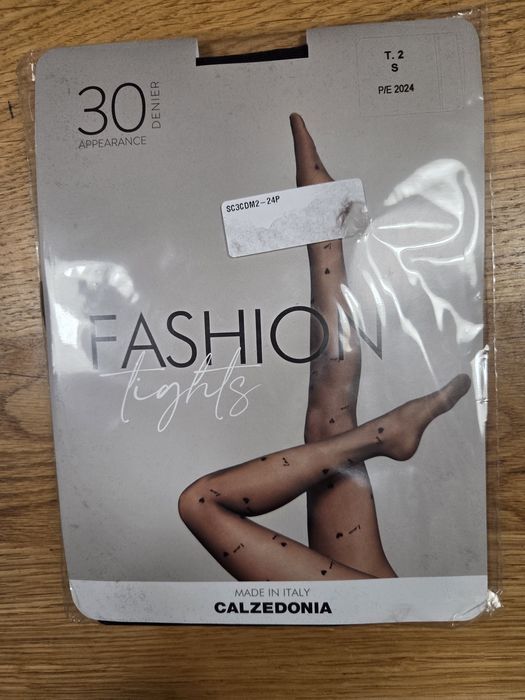 30
DENIER
APPEARANCE
T. 2
S
P/E 2024
SC3CDM2-24P
FASHION
tights
MADE IN ITALY
CALZEDONIA